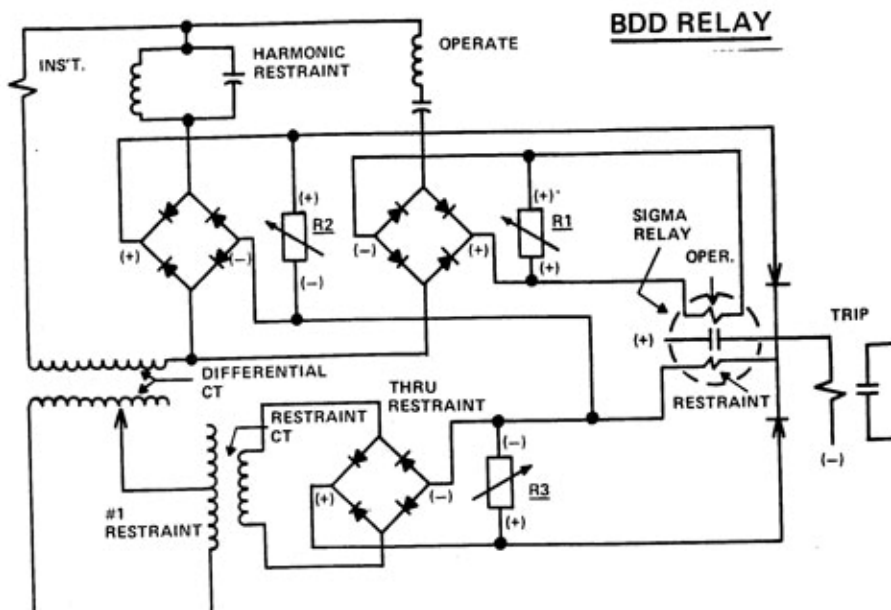 BDD RELAY
INS'T.
HARMONIC
RESTRAINT
OPERATE
(+)
R2
(−)
(+)
(−)
(+)
R1
(+)
(−)
(+)
SIGMA
RELAY
OPER.
(+)
TRIP
RESTRAINT
(−)
DIFFERENTIAL
CT
THRU
RESTRAINT
RESTRAINT
CT
#1
RESTRAINT
(+)
(−)
(−)
R3
(+)